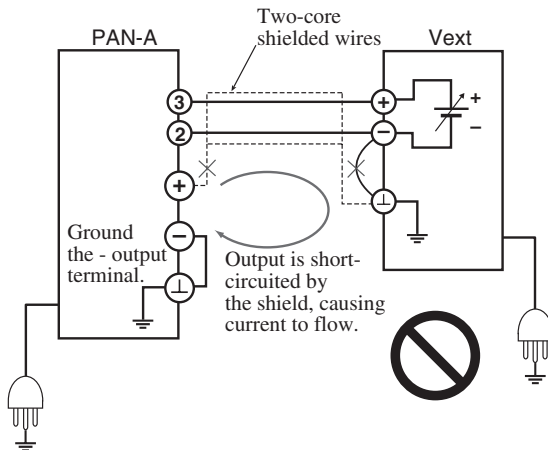 Two-core
shielded wires
PAN-A
Vext
3
2
+
−
⊥
+
−
⊥
+
−
Ground
the - output
terminal.
Output is short-
circuited by
the shield, causing
current to flow.